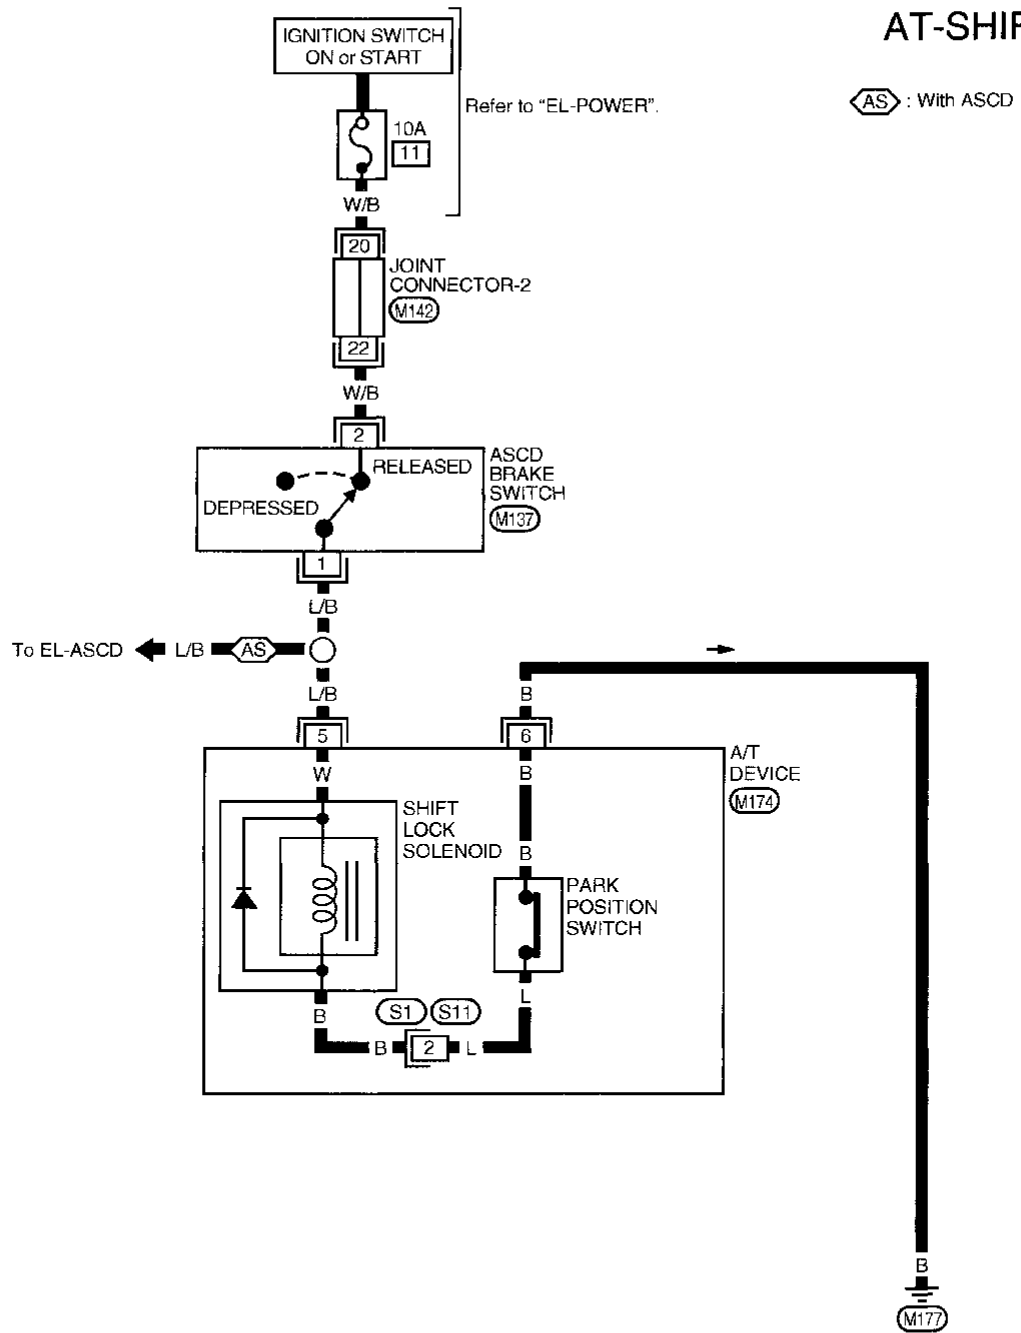 AT-SHIF
IGNITION SWITCH
ON or START
Refer to "EL-POWER".
AS : With ASCD
10A
11
W/B
20
JOINT
CONNECTOR-2
M142
22
W/B
2
RELEASED
DEPRESSED
ASCD
BRAKE
SWITCH
M137
1
L/B
To EL-ASCD L/B AS
L/B
B
5
6
A/T
DEVICE
M174
W
B
SHIFT
LOCK
SOLENOID
B
PARK
POSITION
SWITCH
L
B
S1 S11
B 2 L
B
M177